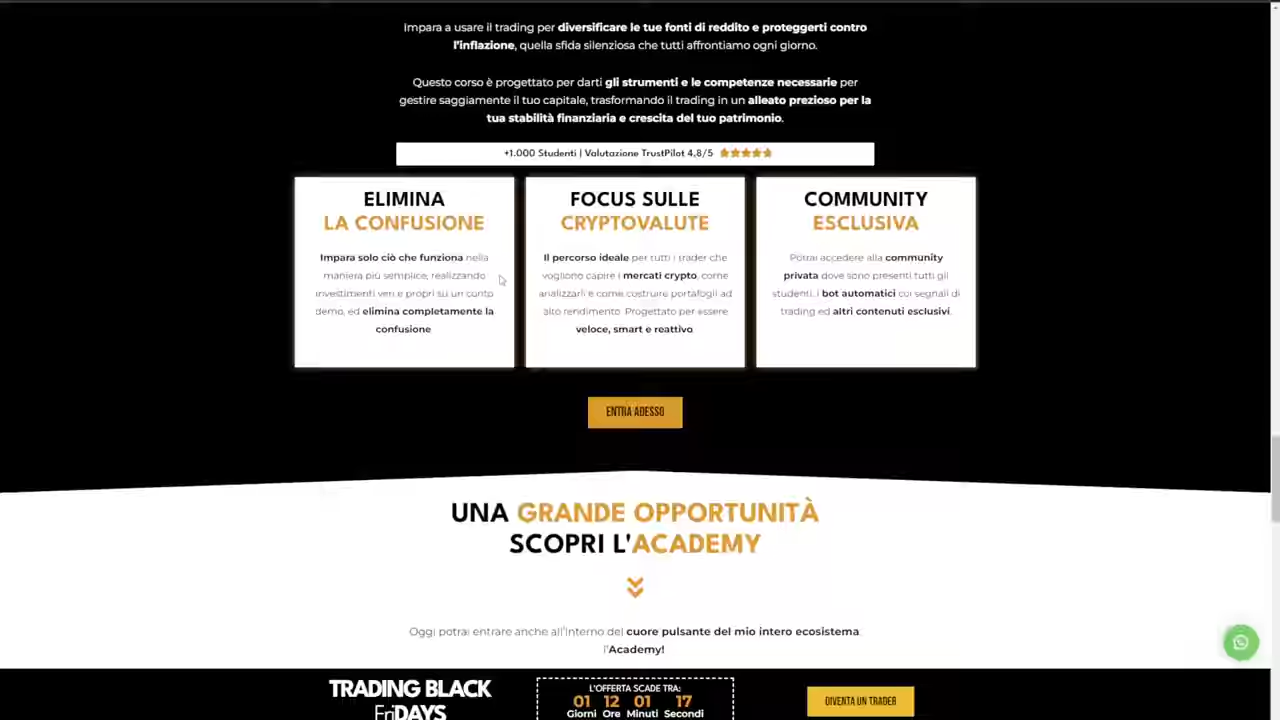 Impara a usare il trading per diversificare le tue fonti di reddito e proteggerti contro
l'inflazione, quella sfida silenziosa che tutti affrontiamo ogni giorno.
Questo corso è progettato per darti gli strumenti e le competenze necessarie per
gestire saggiamente il tuo capitale, trasformando il trading in un alleato prezioso per la
tua stabilità finanziaria e crescita del tuo patrimonio.
+1.000 Studenti | Valutazione TrustPilot 4,8/5
ELIMINA
LA CONFUSIONE
Impara solo ciò che funziona nella
maniera più semplice, realizzando
investimenti veri e propri su un conto
demo, ed elimina completamente la
confusione
FOCUS SULLE
CRYPTOVALUTE
Il percorso ideale per tutti i trader che
vogliono capire i mercati crypto, come
analizzarli e come costruire portafogli ad
alto rendimento. Progettato per essere
veloce, smart e reattivo
COMMUNITY
ESCLUSIVA
Potrai accedere alla community
privata dove sono presenti tutti gli
studenti, i bot automatici coi segnali di
trading ed altri contenuti esclusivi.
ENTRA ADESSO
UNA GRANDE OPPORTUNITÀ
SCOPRI L'ACADEMY
Oggi potrai entrare anche all'interno del cuore pulsante del mio intero ecosistema
l'Academy!
TRADING BLACK
FriDAYS
L'OFFERTA SCADE TRA:
01 12 01 17
Giorni Ore Minuti Secondi
DIVENTA UN TRADER